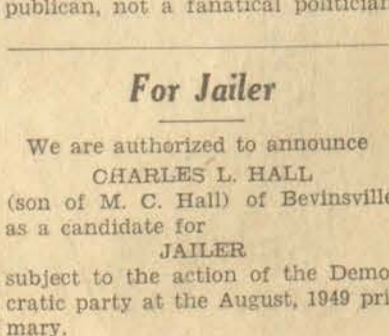 publican, not a fanatical politician
For Jailer
We are authorized to announce
CHARLES L. HALL
(son of M. C. Hall) of Bevinsville
as a candidate for
JAILER
subject to the action of the Demo
cratic party at the August, 1949 pri
mary.